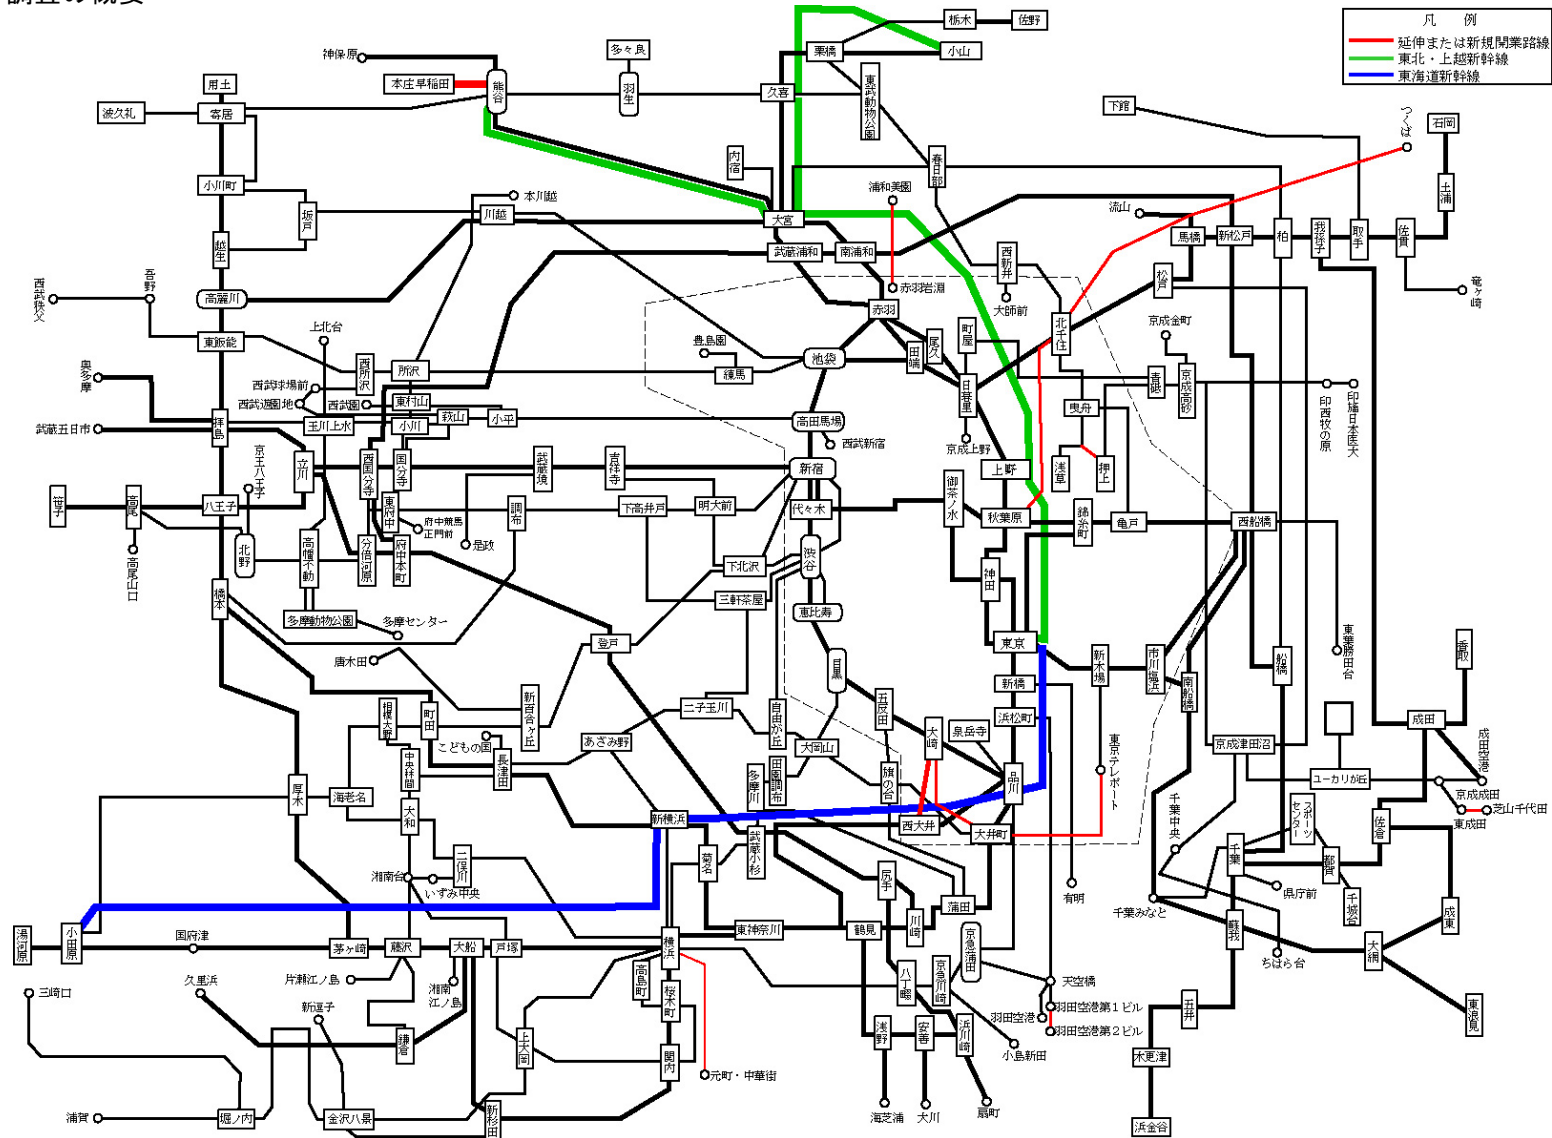 凡 例
延伸または新規開業路線
東北・上越新幹線
東海道新幹線
神保原
多々良
栃木
佐野
栗橋
小山
用土
本庄早稲田
熊谷
羽生
久喜
東武動物公園
下館
つくば
石岡
波久礼
寄居
内宿
春日部
小川町
本川越
浦和美園
土浦
坂戸
川越
大宮
流山
越生
武蔵浦和
南浦和
西新井
馬橋
新松戸
柏
我孫子
取手
佐貫
西武秩父
吾野
高麗川
赤羽岩淵
大師前
松戸
竜ヶ崎
赤羽
上北台
東飯能
豊島園
町屋
北千住
京成金町
西所沢
所沢
池袋
田端
尾久
奥多摩
練馬
日暮里
青砥
京成高砂
西武球場前
西武遊園地
西武園
東村山
萩山
小平
曳舟
印西牧の原
印旛日本医大
拝島
玉川上水
小川
高田馬場
西武新宿
京成上野
武蔵五日市
京王八王子
立川
西国分寺
国分寺
武蔵境
吉祥寺
新宿
上野
浅草
押上
御茶ノ水
笹子
高尾
八王子
東府中
府中競馬
正門前
是政
調布
下高井戸
明大前
代々木
秋葉原
錦糸町
亀戸
西船橋
高尾山口
北野
高幡不動
分倍河原
府中本町
下北沢
渋谷
神田
橋本
三軒茶屋
恵比寿
多摩動物公園
多摩センター
登戸
東京
新木場
市川塩浜
南船橋
船橋
東葉勝田台
香取
唐木田
目黒
新橋
相模大野
町田
新百合ヶ丘
二子玉川
自由が丘
五反田
浜松町
成田
こどもの国
あざみ野
大岡山
大崎
泉岳寺
京成津田沼
成田空港
中央林間
長津田
多摩川
田園調布
旗の台
品川
東京テレポート
ユーカリが丘
京成成田
厚木
海老名
大和
新横浜
西大井
大井町
千葉中央
スポーツセンター
佐倉
東成田
芝山千代田
菊名
武蔵小杉
千葉
都賀
二俣川
湘南台
いずみ中央
尻手
有明
千葉みなと
県庁前
千城台
成東
蒲田
川崎
湯河原
小田原
国府津
茅ヶ崎
藤沢
大船
戸塚
横浜
東神奈川
鶴見
京急蒲田
蘇我
大網
ちはら台
三崎口
久里浜
片瀬江ノ島
湘南江ノ島
高島町
桜木町
八丁畷
京急川崎
天空橋
新逗子
羽田空港
羽田空港第1ビル
羽田空港第2ビル
五井
東浪見
鎌倉
上大岡
関内
浅野
安善
浜川崎
小島新田
木更津
元町・中華街
浦賀
堀ノ内
金沢八景
新杉田
海芝浦
大川
扇町
浜金谷